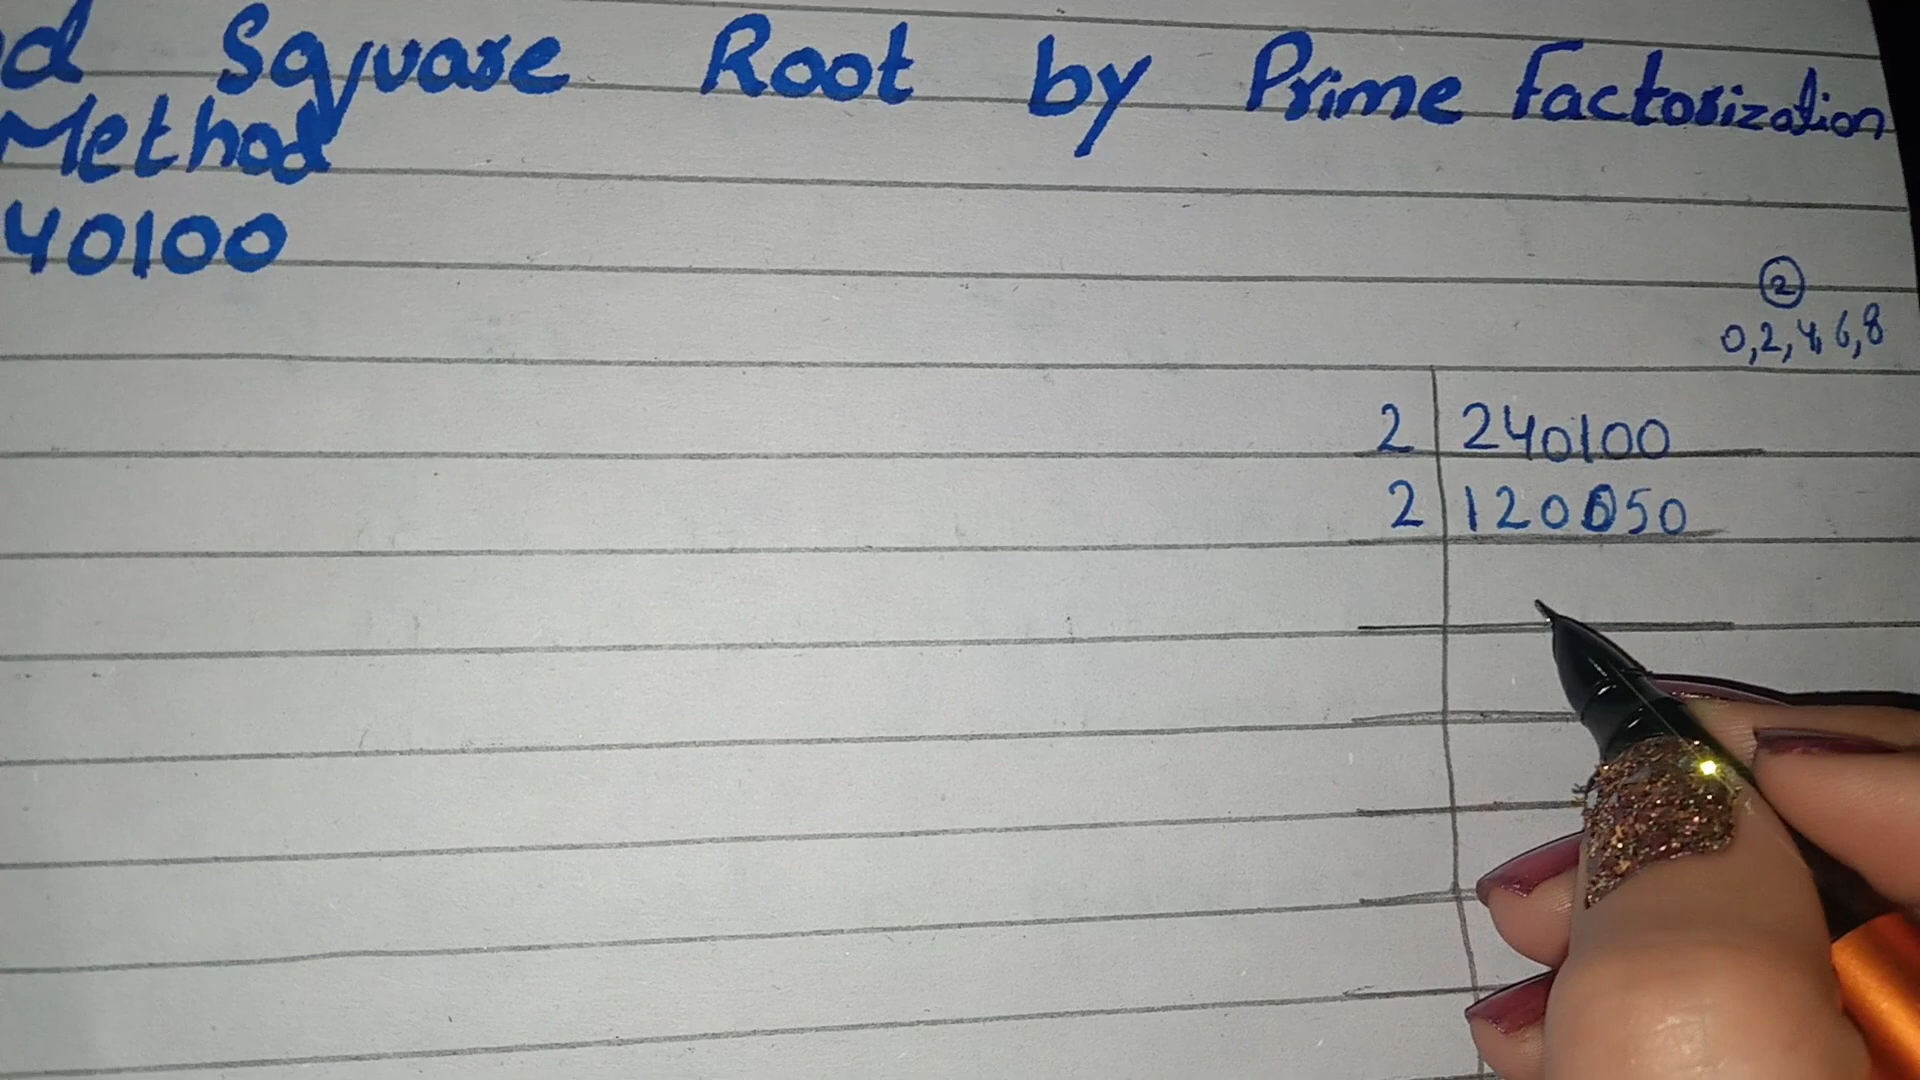 d Square Root by Prime Factorization
Method
40100
2
0,2,4,6,8
2 240100
2 120050